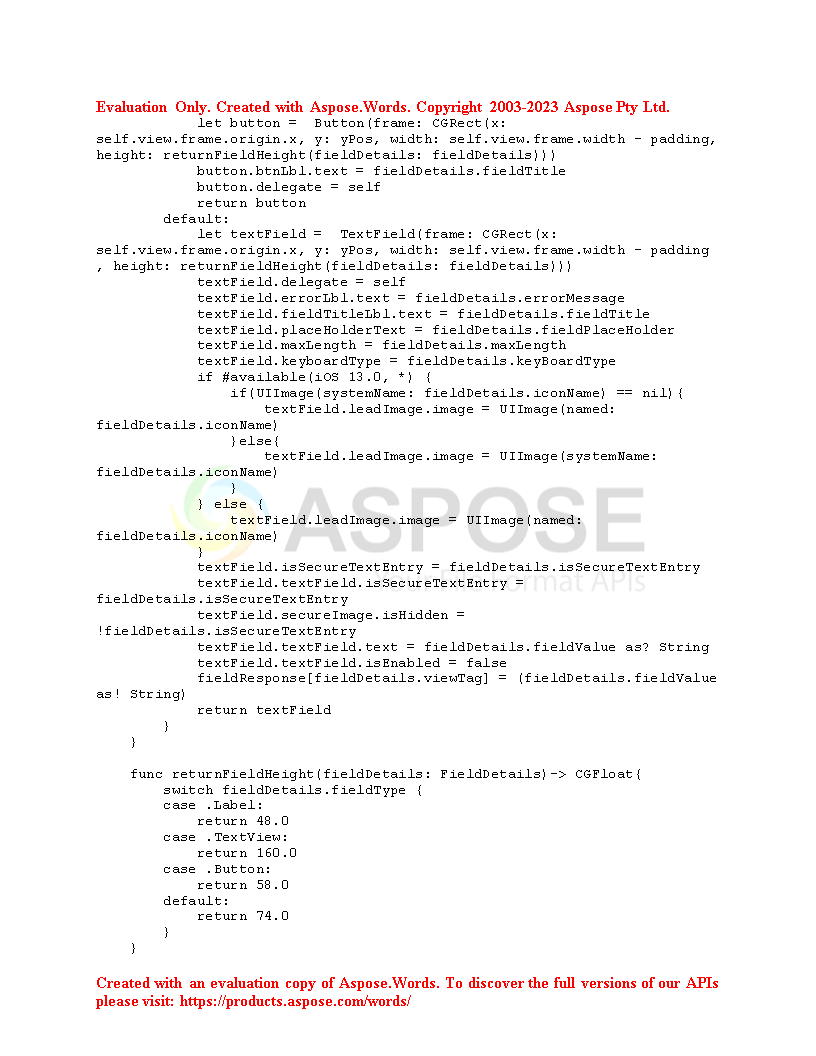 Evaluation Only. Created with Aspose.Words. Copyright 2003-2023 Aspose Pty Ltd.
            let button =  Button(frame: CGRect(x:
self.view.frame.origin.x, y: yPos, width: self.view.frame.width - padding,
height: returnFieldHeight(fieldDetails: fieldDetails)))
            button.btnLbl.text = fieldDetails.fieldTitle
            button.delegate = self
            return button
        default:
            let textField =  TextField(frame: CGRect(x:
self.view.frame.origin.x, y: yPos, width: self.view.frame.width - padding
, height: returnFieldHeight(fieldDetails: fieldDetails)))
            textField.delegate = self
            textField.errorLbl.text = fieldDetails.errorMessage
            textField.fieldTitleLbl.text = fieldDetails.fieldTitle
            textField.placeHolderText = fieldDetails.fieldPlaceHolder
            textField.maxLength = fieldDetails.maxLength
            textField.keyboardType = fieldDetails.keyBoardType
            if #available(iOS 13.0, *) {
                if(UIImage(systemName: fieldDetails.iconName) == nil){
                    textField.leadImage.image = UIImage(named:
fieldDetails.iconName)
                }else{
                    textField.leadImage.image = UIImage(systemName:
fieldDetails.iconName)
                }
            } else {
                textField.leadImage.image = UIImage(named:
fieldDetails.iconName)
            }
ASPOSE
            textField.isSecureTextEntry = fieldDetails.isSecureTextEntry
            textField.textField.isSecureTextEntry =
format APIs
fieldDetails.isSecureTextEntry
            textField.secureImage.isHidden =
!fieldDetails.isSecureTextEntry
            textField.textField.text = fieldDetails.fieldValue as? String
            textField.textField.isEnabled = false
            fieldResponse[fieldDetails.viewTag] = (fieldDetails.fieldValue
as! String)
            return textField
        }
    }
    func returnFieldHeight(fieldDetails: FieldDetails)-> CGFloat{
        switch fieldDetails.fieldType {
        case .Label:
            return 48.0
        case .TextView:
            return 160.0
        case .Button:
            return 58.0
        default:
            return 74.0
        }
    }
Created with an evaluation copy of Aspose.Words. To discover the full versions of our APIs
please visit: https://products.aspose.com/words/